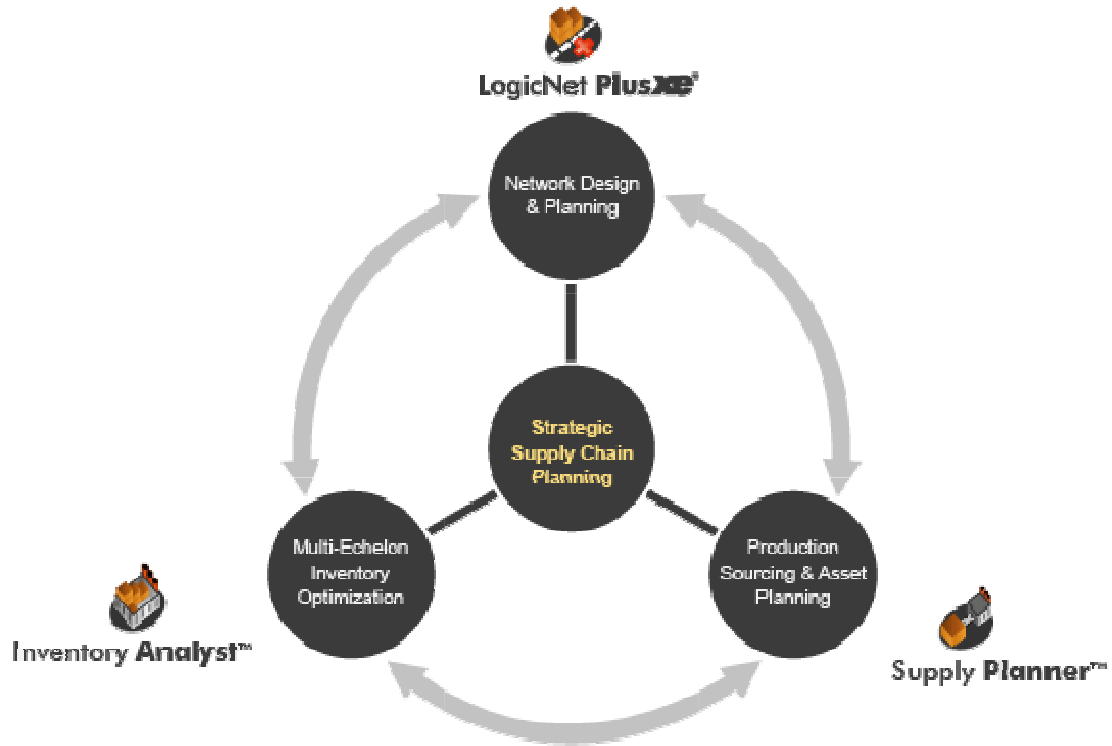 LogicNet PlusXE®
Network Design
& Planning
Strategic
Supply Chain
Planning
Multi-Echelon
Inventory
Optimization
Production
Sourcing & Asset
Planning
Inventory Analyst™
Supply Planner™